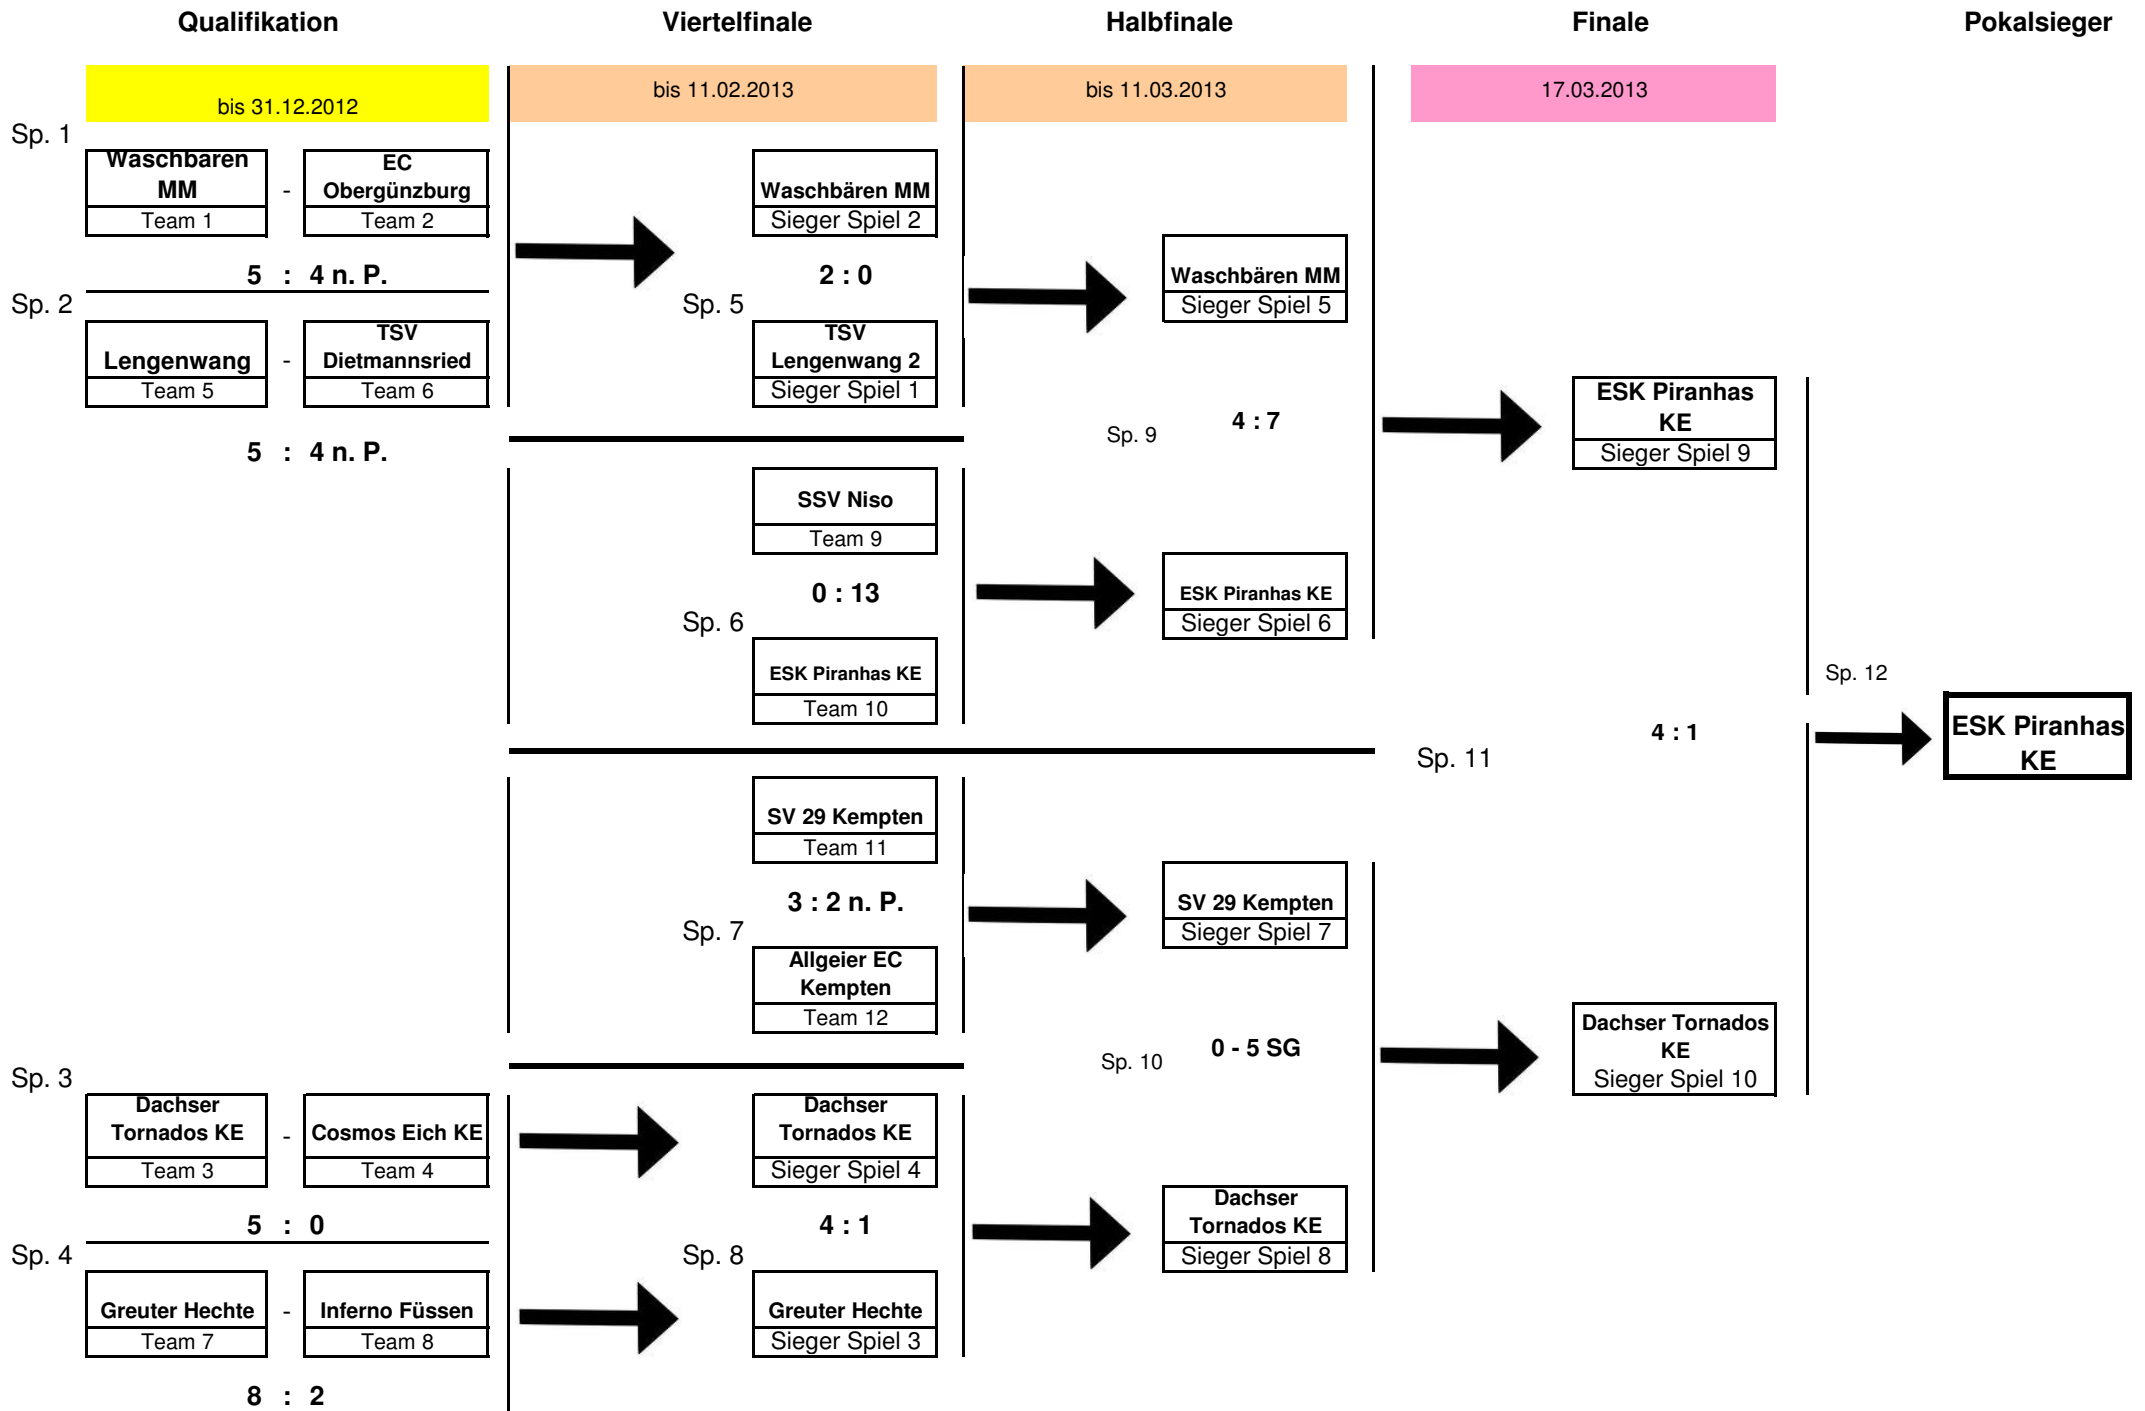 Qualifikation Viertelfinale Halbfinale Finale Pokalsieger
bis 31.12.2012 bis 11.02.2013 bis 11.03.2013 17.03.2013
Sp. 1
Waschbären
MM
Team 1
-
EC
Obergünzburg
Team 2
5 : 4 n. P.
Sp. 2
Lengenwang
Team 5
-
TSV
Dietmannsried
Team 6
5 : 4 n. P.
Sp. 3
Dachser
Tornados KE
Team 3
-
Cosmos Eich KE
Team 4
5 : 0
Sp. 4
Greuter Hechte
Team 7
-
Inferno Füssen
Team 8
8 : 2
Waschbären MM
Sieger Spiel 2
2 : 0
Sp. 5
TSV
Lengenwang 2
Sieger Spiel 1
SSV Niso
Team 9
0 : 13
Sp. 6
ESK Piranhas KE
Team 10
SV 29 Kempten
Team 11
3 : 2 n. P.
Sp. 7
Allgeier EC
Kempten
Team 12
Dachser
Tornados KE
Sieger Spiel 4
4 : 1
Sp. 8
Greuter Hechte
Sieger Spiel 3
Waschbären MM
Sieger Spiel 5
4 : 7
Sp. 9
ESK Piranhas KE
Sieger Spiel 6
SV 29 Kempten
Sieger Spiel 7
0 - 5 SG
Sp. 10
Dachser
Tornados KE
Sieger Spiel 8
ESK Piranhas
KE
Sieger Spiel 9
4 : 1
Sp. 11
Dachser Tornados
KE
Sieger Spiel 10
Sp. 12
ESK Piranhas
KE